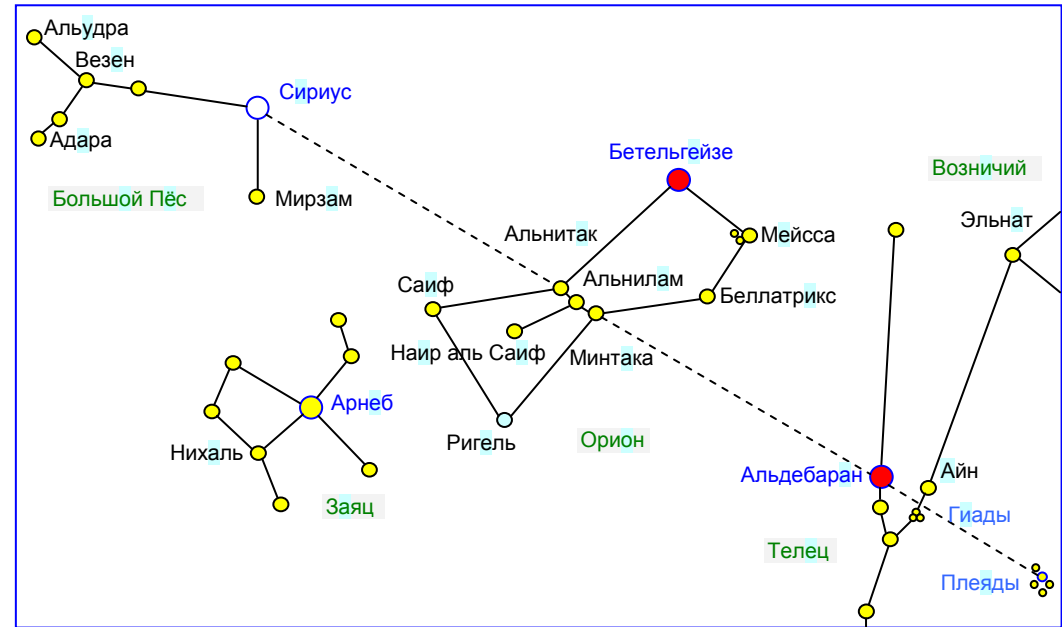 Альудра
Везен
Сириус
Адара
Большой Пёс
Мирзам
Бетельгейзе
Возничий
Эльнат
Альнитак
Мейсса
Саиф
Альнилам
Беллатрикс
Наир аль Саиф
Минтака
Арнеб
Ригель
Орион
Нихаль
Заяц
Альдебаран
Айн
Гиады
Телец
Плеяды